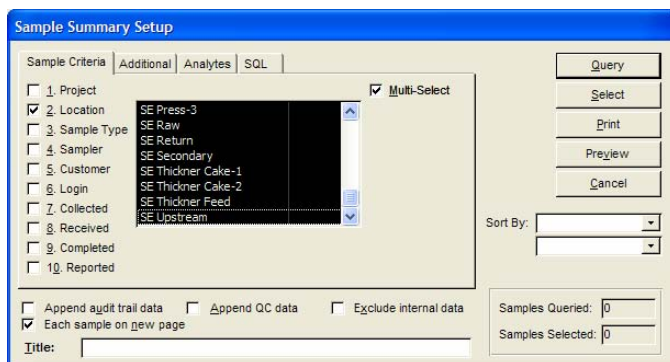 Sample Summary Setup
Sample Criteria Additional Analytes SQL
1. Project
2. Location
3. Sample Type
4. Sampler
5. Customer
6. Login
7. Collected
8. Received
9. Completed
10. Reported
SE Press-3
SE Raw
SE Return
SE Secondary
SE Thickner Cake-1
SE Thickner Cake-2
SE Thickner Feed
SE Upstream
Multi-Select
Query
Select
Print
Preview
Cancel
Sort By:
Append audit trail data Append QC data Exclude internal data
Each sample on new page
Title:
Samples Queried: 0
Samples Selected: 0